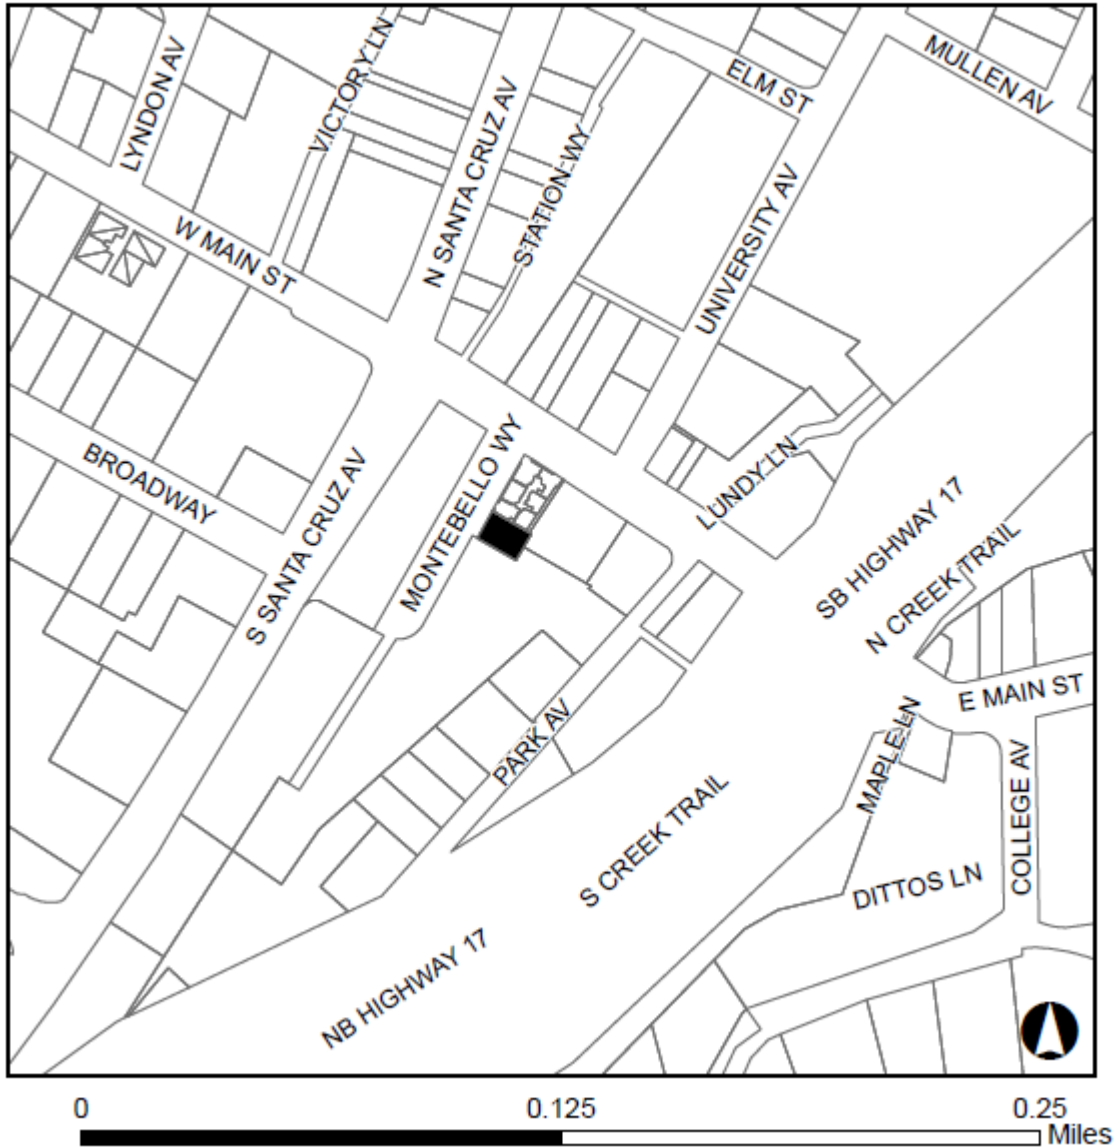 LYNDON AV
VICTORY LN
N SANTA CRUZ AV
STATION WY
ELM ST
MULLEN AV
W MAIN ST
UNIVERSITY AV
BROADWAY
S SANTA CRUZ AV
MONTEBELLO WY
LUNDY LN
SB HIGHWAY 17
N CREEK TRAIL
E MAIN ST
PARK AV
MAPLE LN
COLLEGE AV
S CREEK TRAIL
DITTOS LN
NB HIGHWAY 17
0 0.125 0.25
Miles